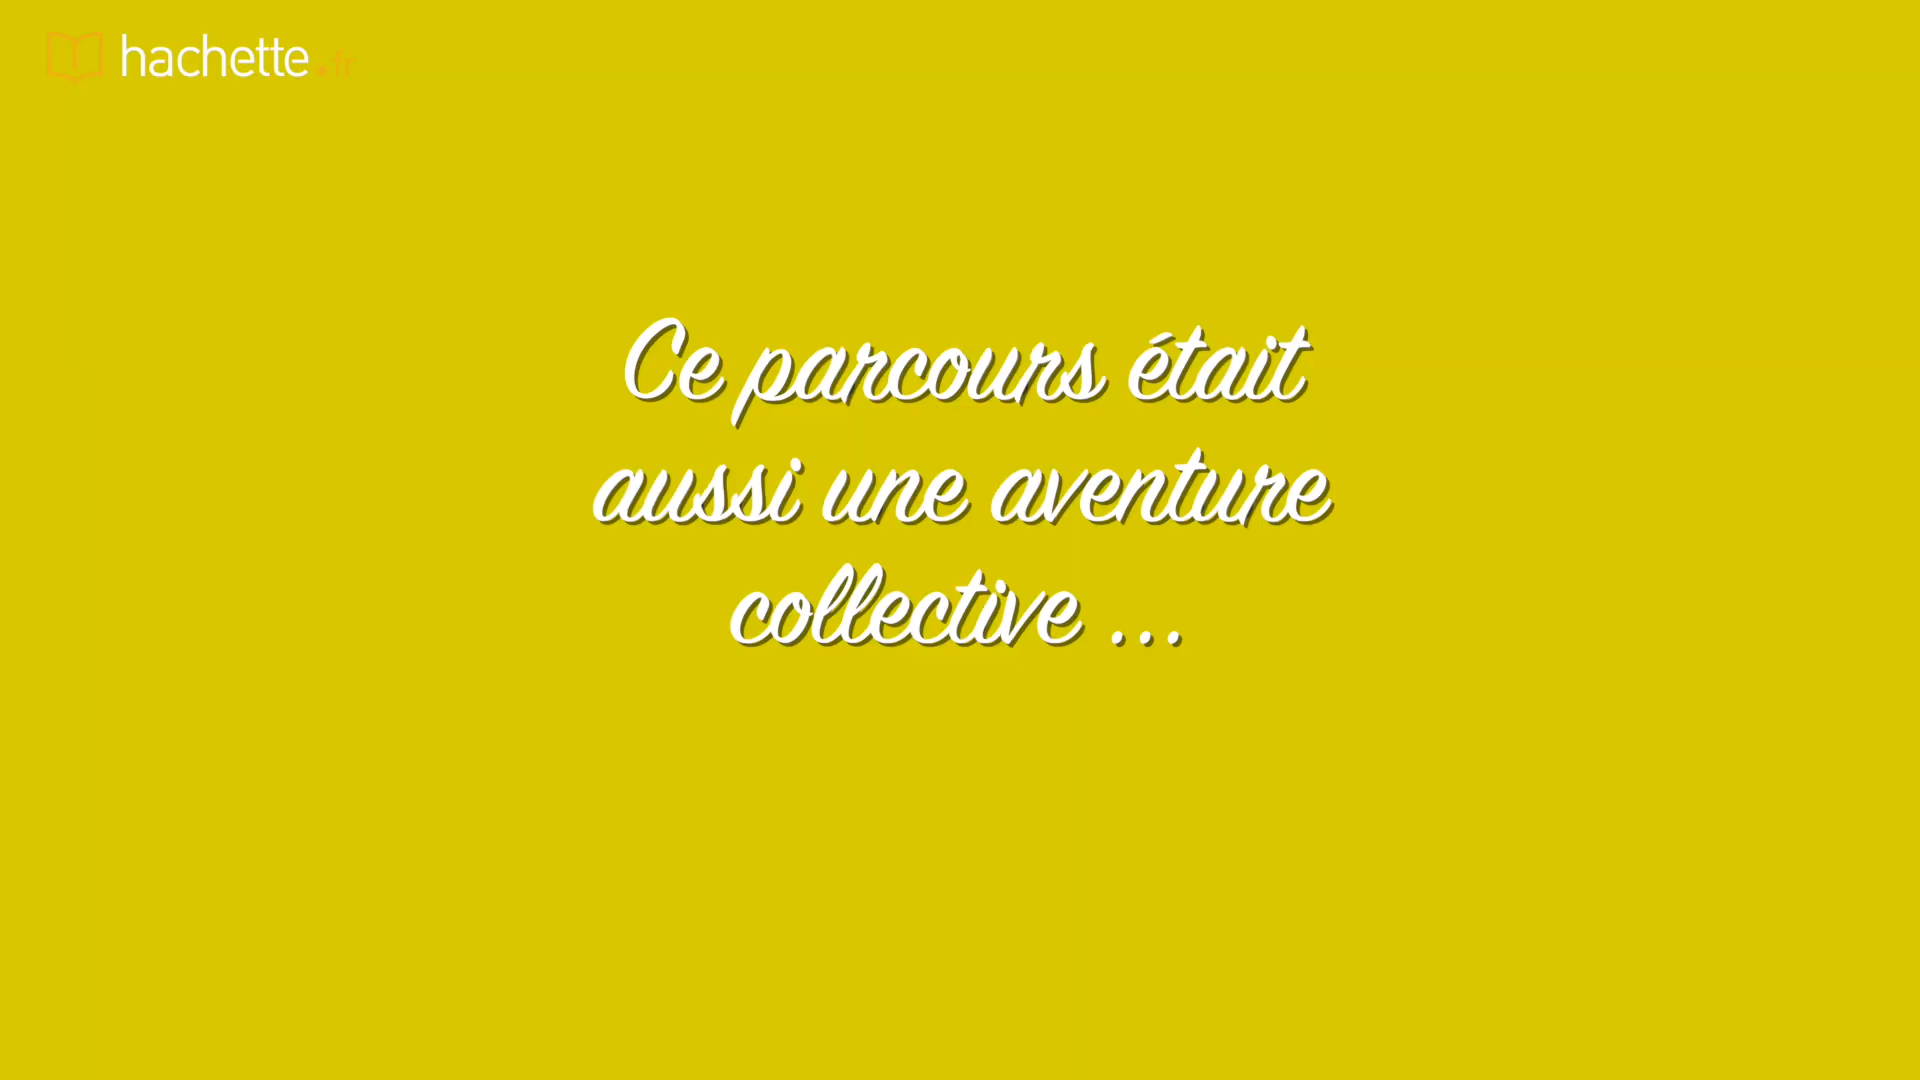 hachette.fr
Ce parcours était
aussi une aventure
collective ...